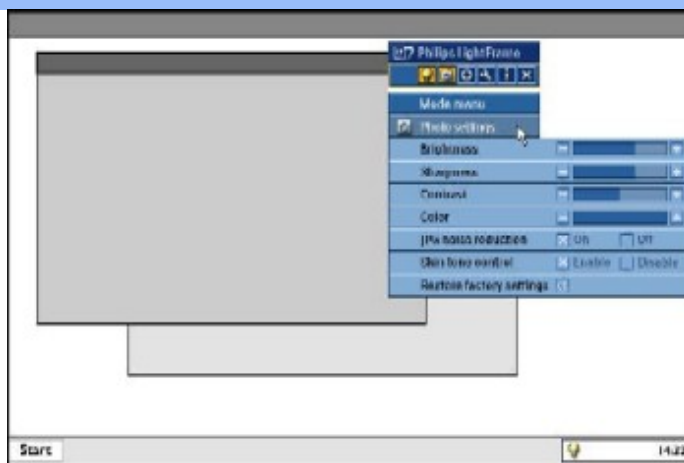 Philips LightFrame
Mode menu
Photo settings
Brightness
Sharpness
Contrast
Color
JPG noise reduction
On Off
Skin tone control
Enable Disable
Restore factory settings
Start